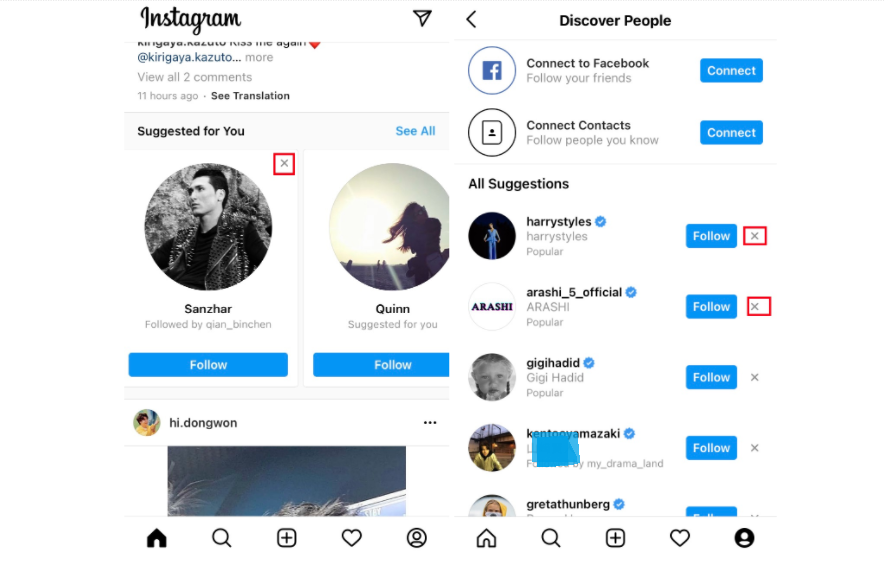 Instagram
kirigaya.kazuto Kiss me again
@kirigaya.kazuto... more
View all 2 comments
11 hours ago · See Translation
Suggested for You See All
Sanzhar
Followed by qian_binchen
Follow
Quinn
Suggested for you
Follow
hi.dongwon
Discover People
Connect to Facebook
Follow your friends
Connect
Connect Contacts
Follow people you know
Connect
All Suggestions
harrystyles
harrystyles
Popular
Follow
arashi_5_official
ARASHI
ARASHI
Popular
Follow
gigihadid
Gigi Hadid
Popular
Follow
kentooyamazaki
Followed by my_drama_land
Follow
gretathunberg
Follow